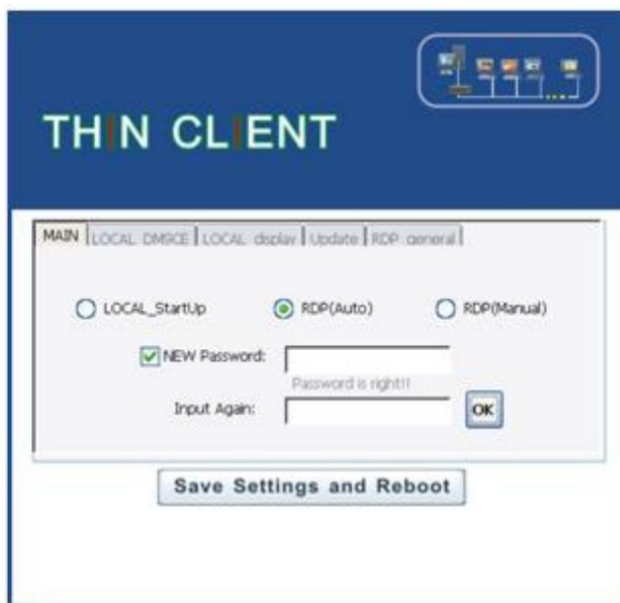 THIN CLIENT
MAIN LOCAL_DM9CE LOCAL_display Update RDP_general
LOCAL_StartUp RDP(Auto) RDP(Manual)
NEW Password:
Password is right!!
Input Again: OK
Save Settings and Reboot